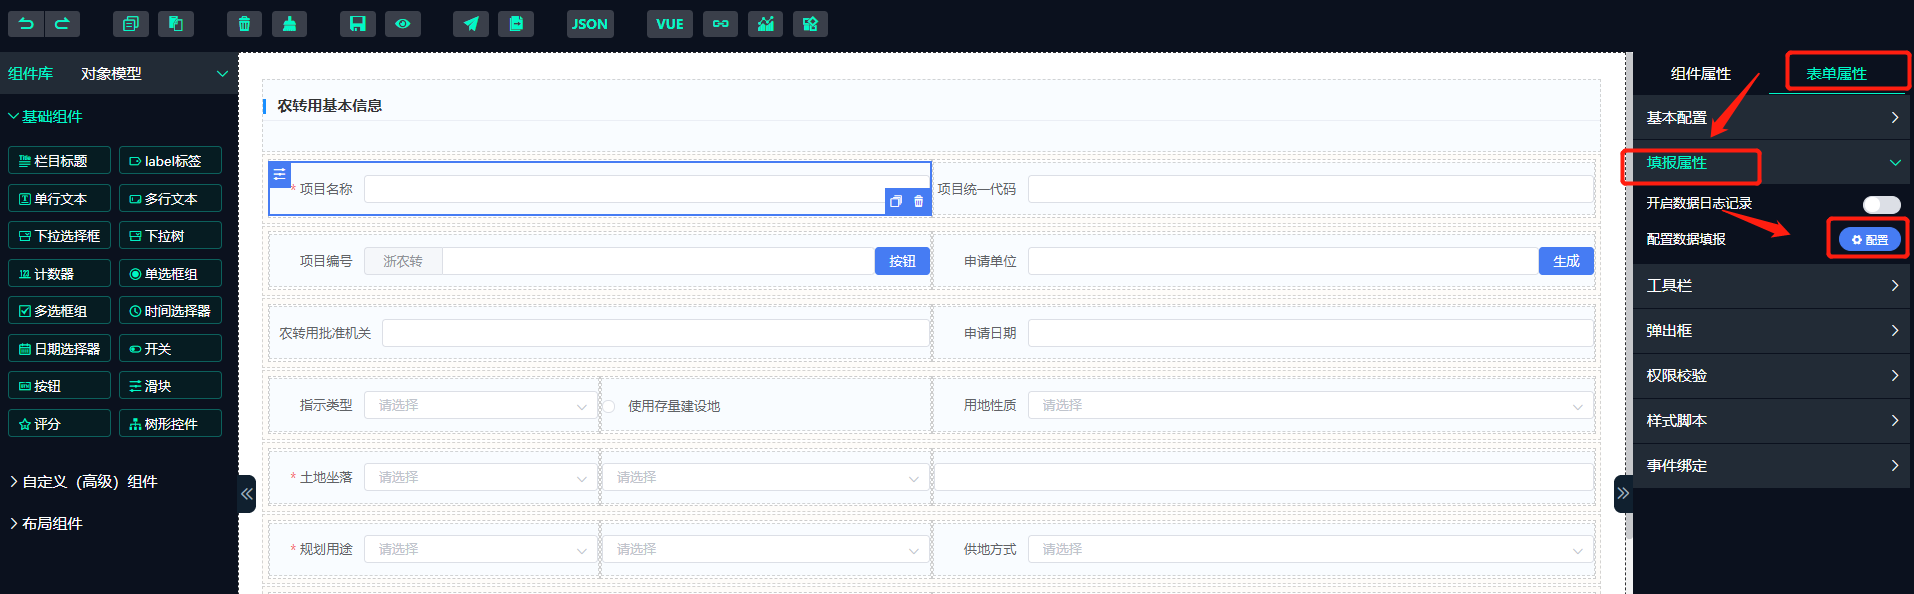 JSON
VUE
组件库
对象模型
基础组件
栏目标题
label标签
单行文本
多行文本
下拉选择框
下拉树
计数器
单选框组
多选框组
时间选择器
日期选择器
开关
按钮
滑块
评分
树形控件
自定义（高级）组件
布局组件
农转用基本信息
* 项目名称
项目统一代码
项目编号
浙农转
按钮
申请单位
生成
农转用批准机关
申请日期
指示类型
请选择
使用存量建设地
用地性质
请选择
* 土地坐落
请选择
请选择
* 规划用途
请选择
请选择
供地方式
请选择
组件属性
表单属性
基本配置
填报属性
开启数据日志记录
配置数据填报
配置
工具栏
弹出框
权限校验
样式脚本
事件绑定